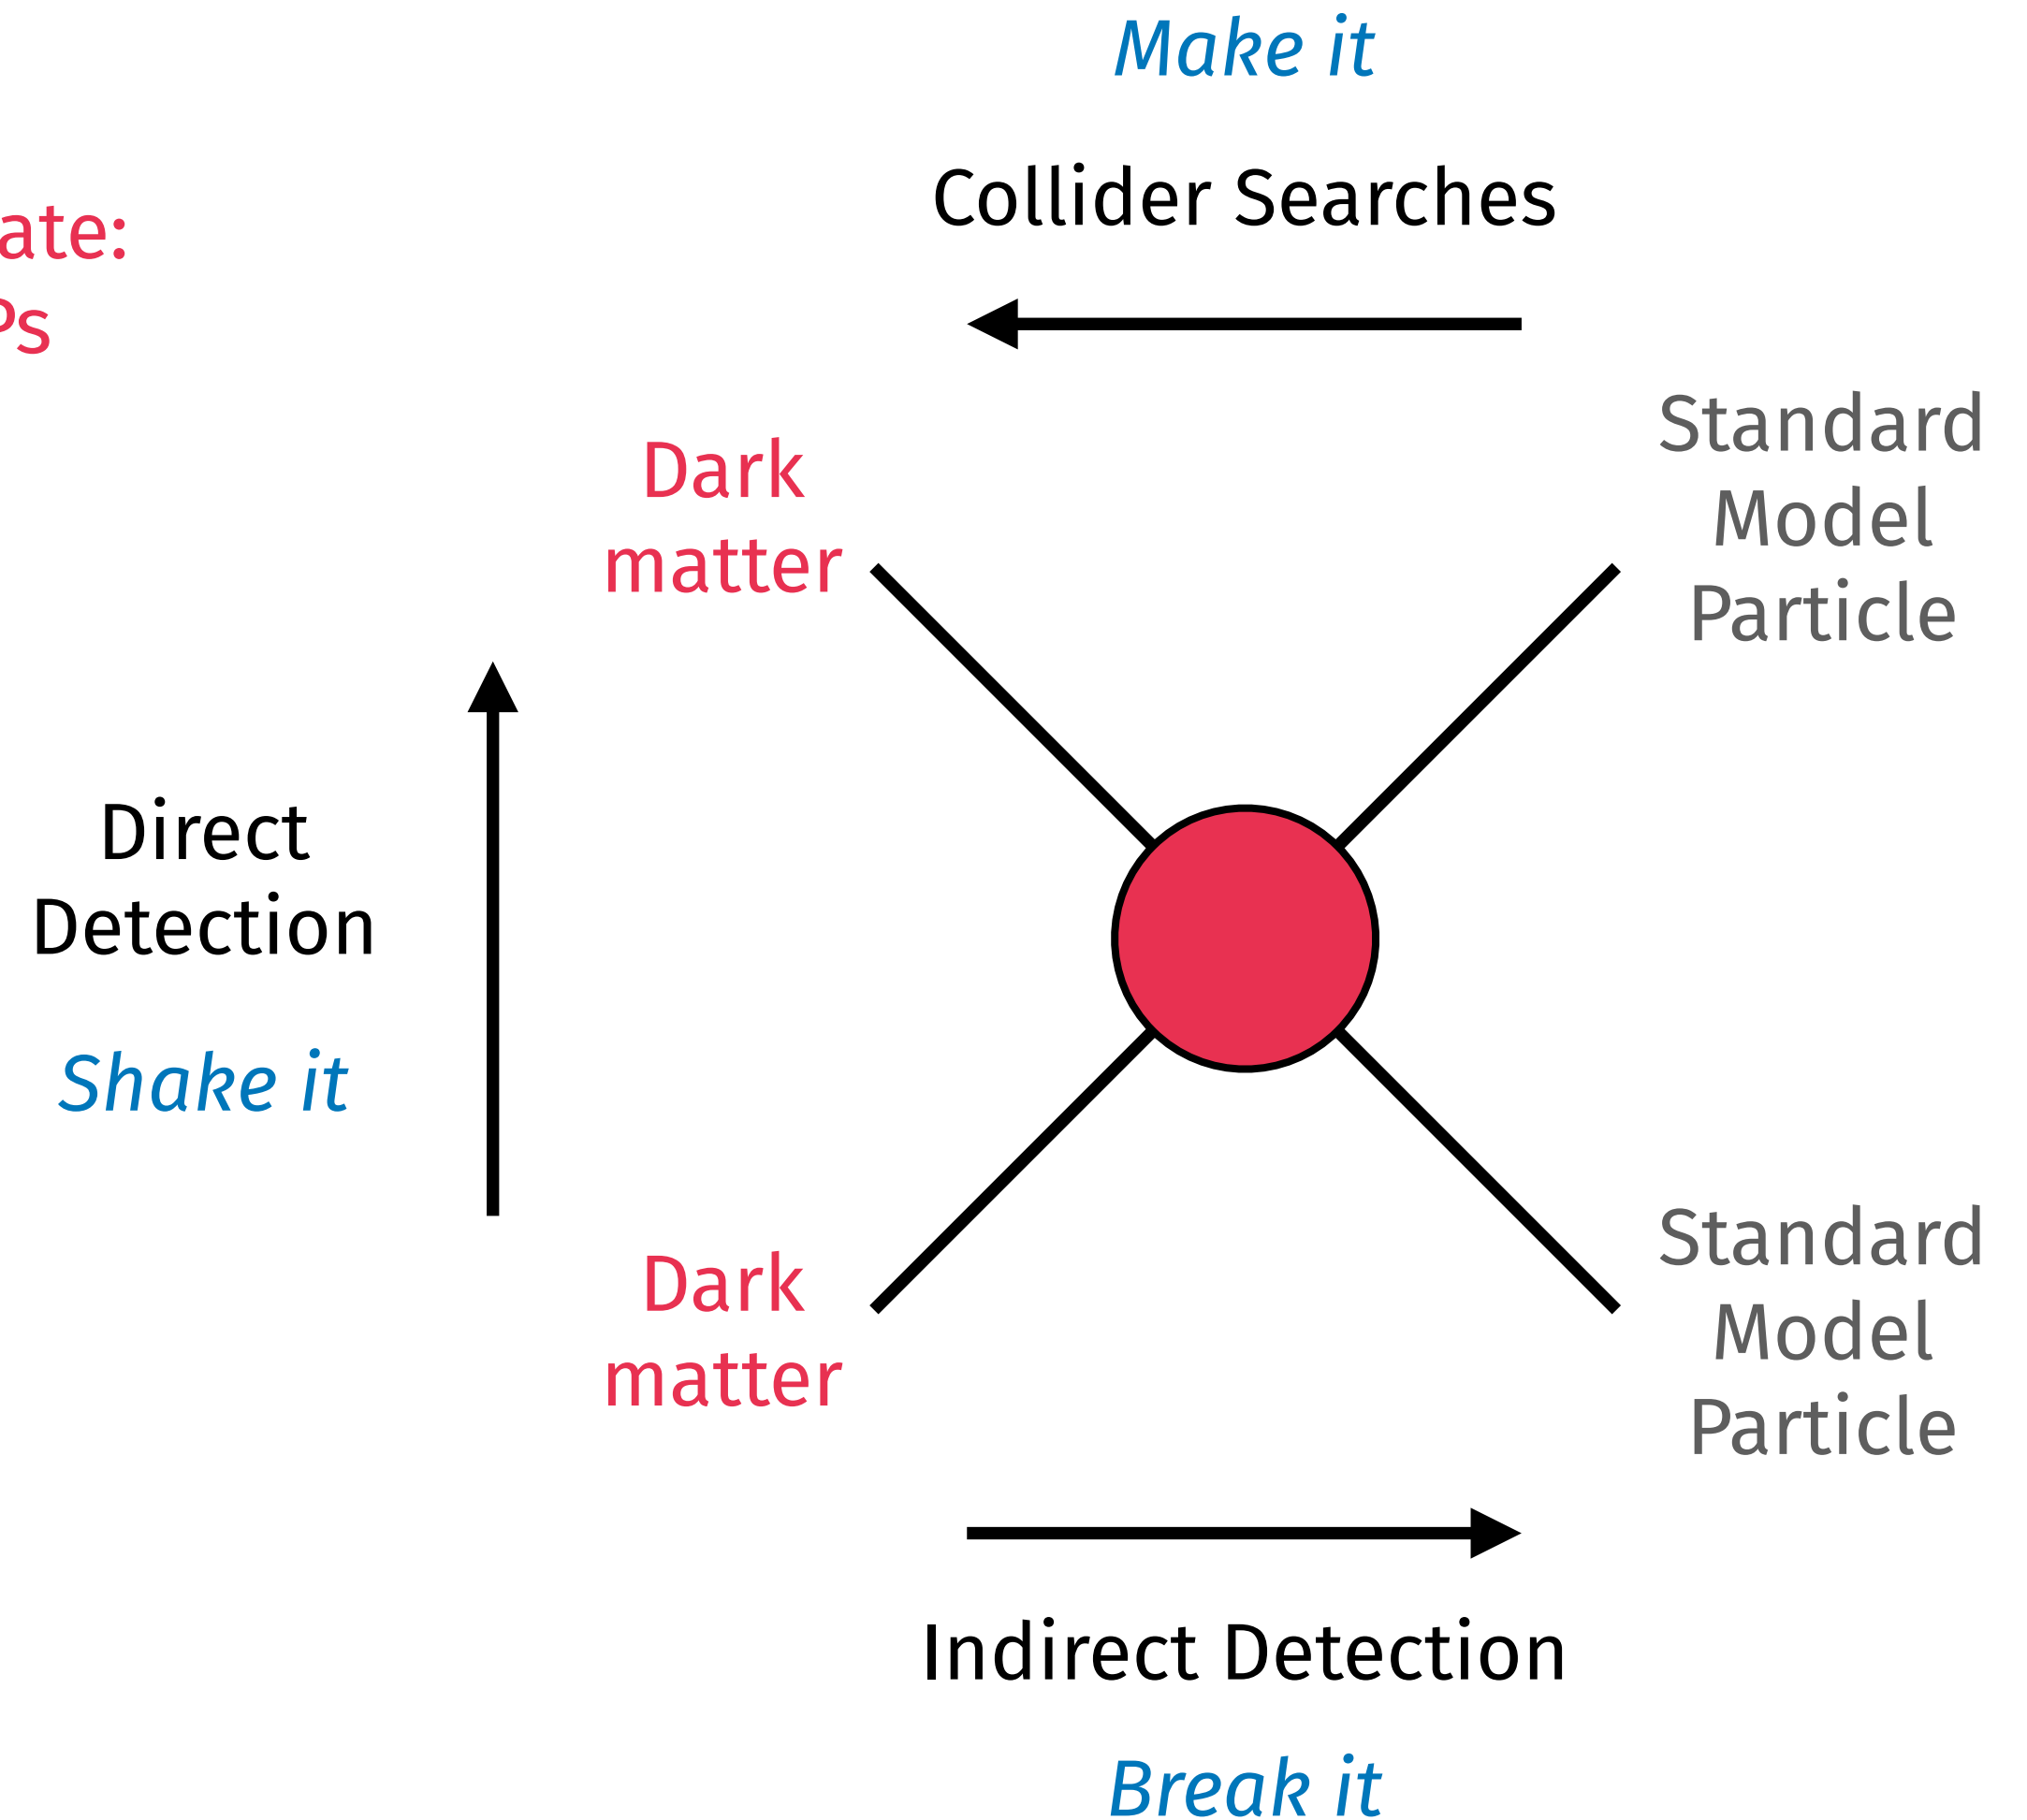 Make it
Collider Searches
ate:
Ps
Dark
matter
Standard
Model
Particle
Direct
Detection
Shake it
Dark
matter
Standard
Model
Particle
Indirect Detection
Break it